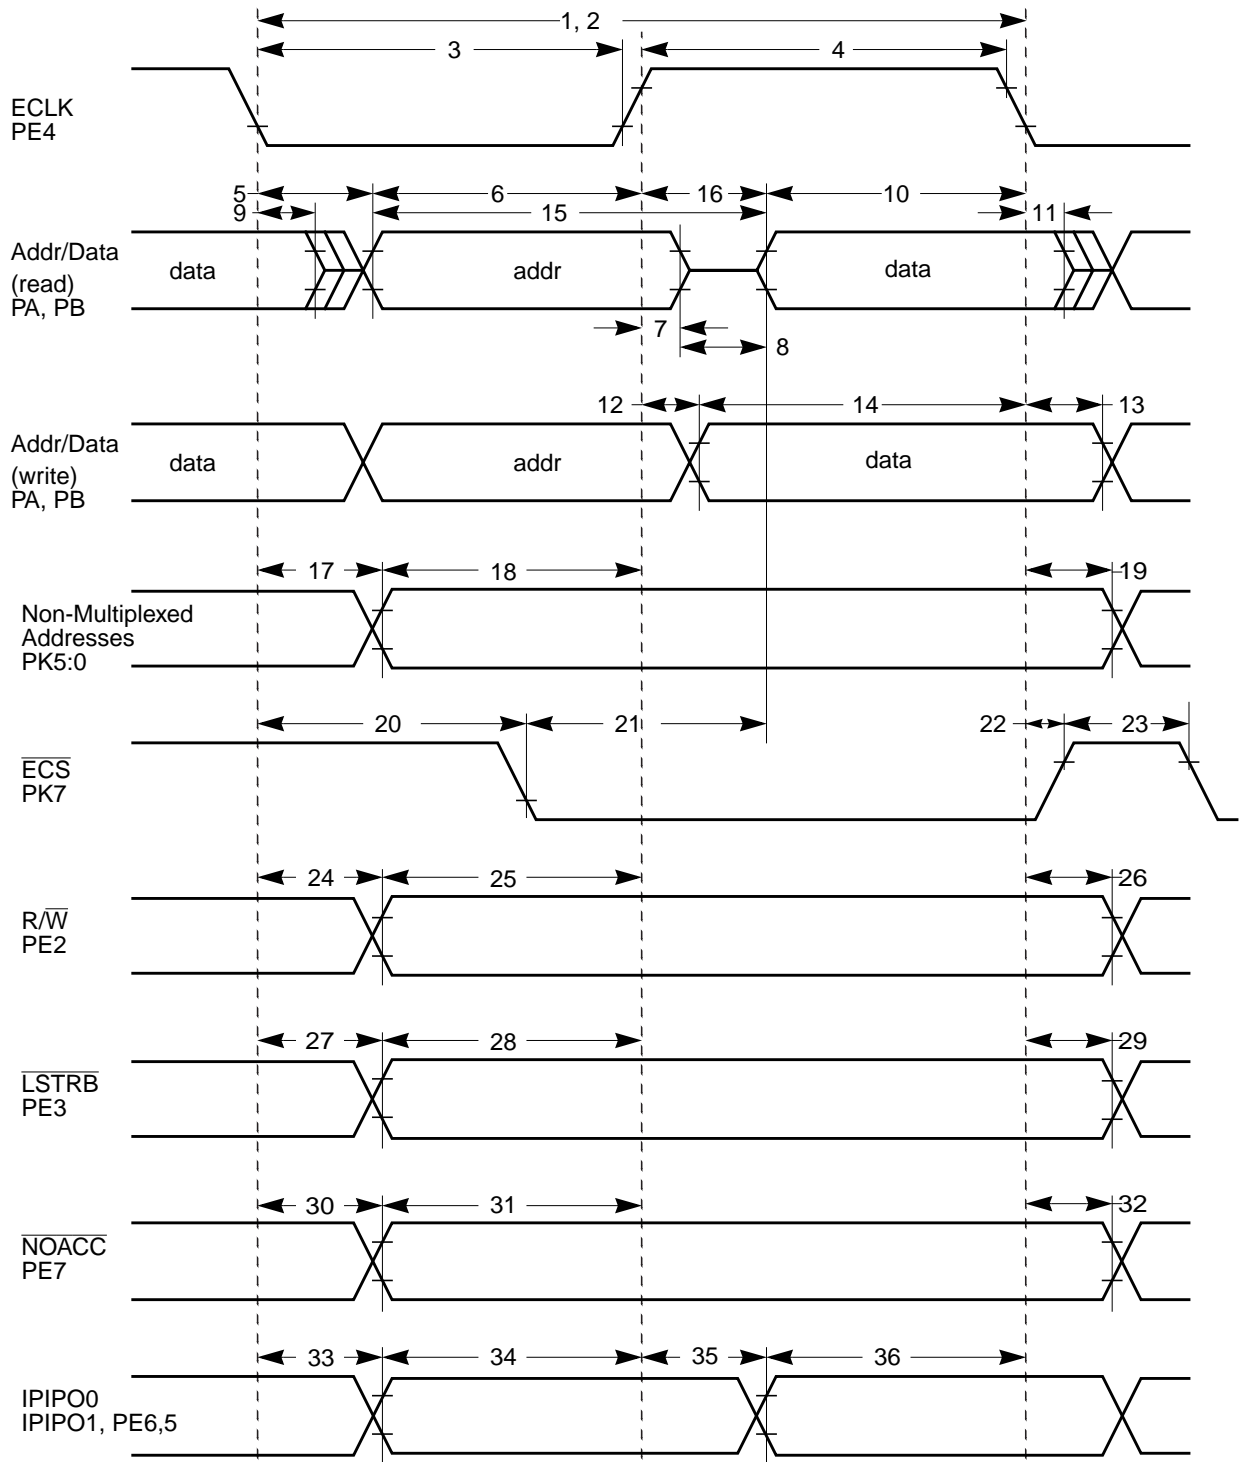 1, 2
3 4
ECLK
PE4
5 6 16 10
9 15 11
Addr/Data
(read)
PA, PB
data addr data
7
8
12 14 13
Addr/Data
(write)
PA, PB
data addr data
17 18 19
Non-Multiplexed
Addresses
PK5:0
20 21 22 23
ECS
PK7
24 25 26
R/W
PE2
27 28 29
LSTRB
PE3
30 31 32
NOACC
PE7
33 34 35 36
IPIPO0
IPIPO1, PE6,5